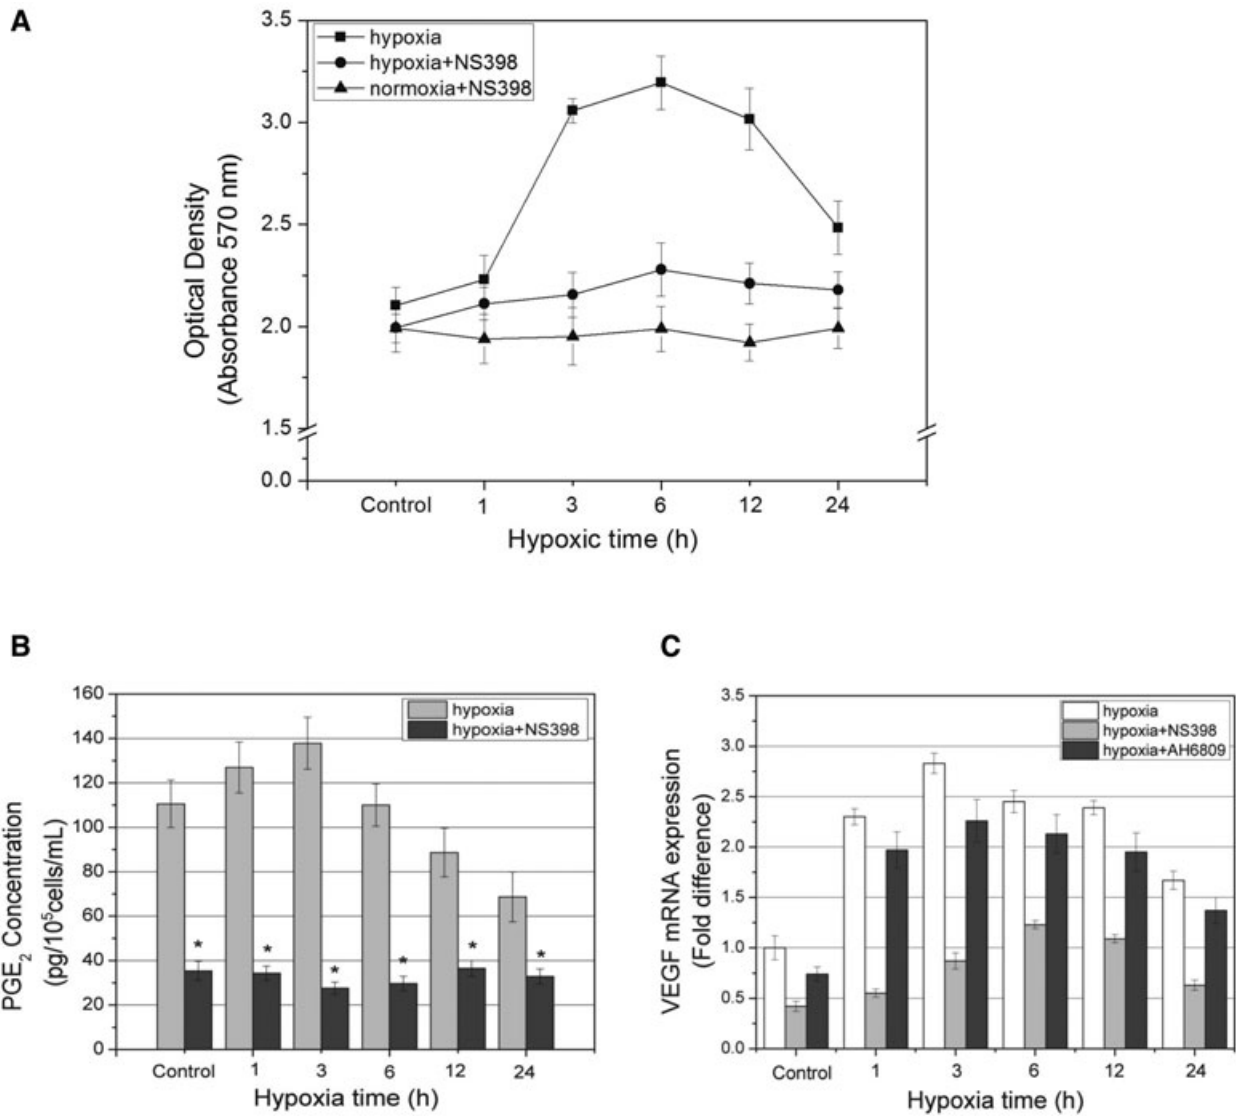 A
hypoxia
hypoxia+NS398
normoxia+NS398
Optical Density
(Absorbance 570 nm)
3.5
3.0
2.5
2.0
1.5
0.0
Control 1 3 6 12 24
Hypoxic time (h)
B
hypoxia
hypoxia+NS398
PGE2 Concentration
(pg/10⁵cells/mL)
160
140
120
100
80
60
40
20
0
* * * * * *
Control 1 3 6 12 24
Hypoxia time (h)
C
hypoxia
hypoxia+NS398
hypoxia+AH6809
VEGF mRNA expression
(Fold difference)
3.5
3.0
2.5
2.0
1.5
1.0
0.5
0.0
Control 1 3 6 12 24
Hypoxia time (h)